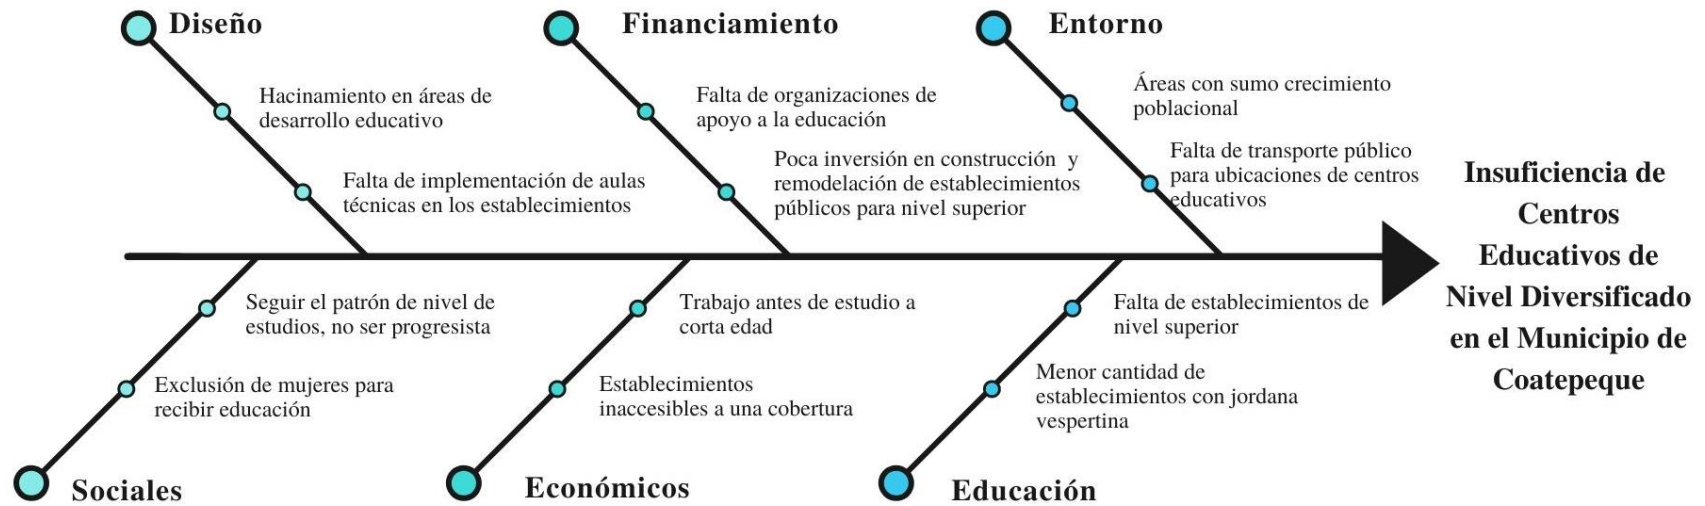 Diseño
Hacinamiento en áreas de
desarrollo educativo
Falta de implementación de aulas
técnicas en los establecimientos
Financiamiento
Falta de organizaciones de
apoyo a la educación
Poca inversión en construcción y
remodelación de establecimientos
públicos para nivel superior
Entorno
Áreas con sumo crecimiento
poblacional
Falta de transporte público
para ubicaciones de centros
educativos
Insuficiencia de
Centros
Educativos de
Nivel Diversificado
en el Municipio de
Coatepeque
Seguir el patrón de nivel de
estudios, no ser progresista
Exclusión de mujeres para
recibir educación
Sociales
Trabajo antes de estudio a
corta edad
Establecimientos
inaccesibles a una cobertura
Económicos
Falta de establecimientos de
nivel superior
Menor cantidad de
establecimientos con jordana
vespertina
Educación